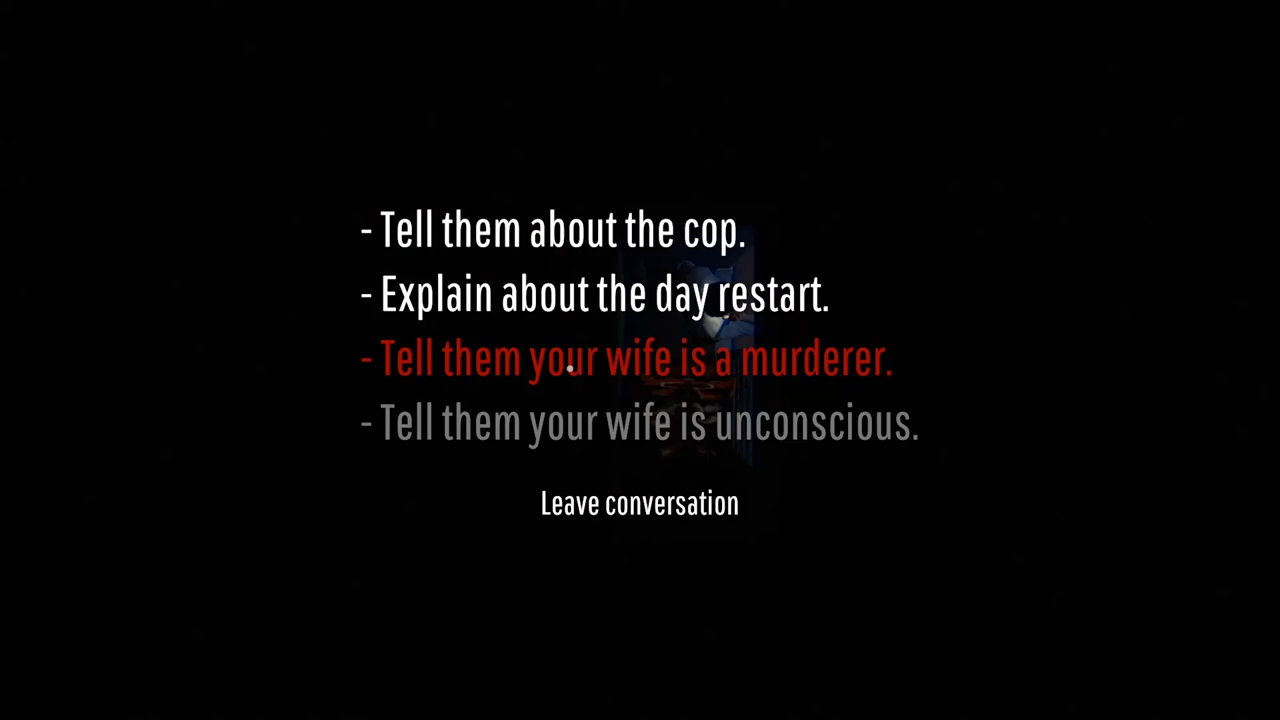 - Tell them about the cop.
- Explain about the day restart.
- Tell them your wife is a murderer.
- Tell them your wife is unconscious.
Leave conversation